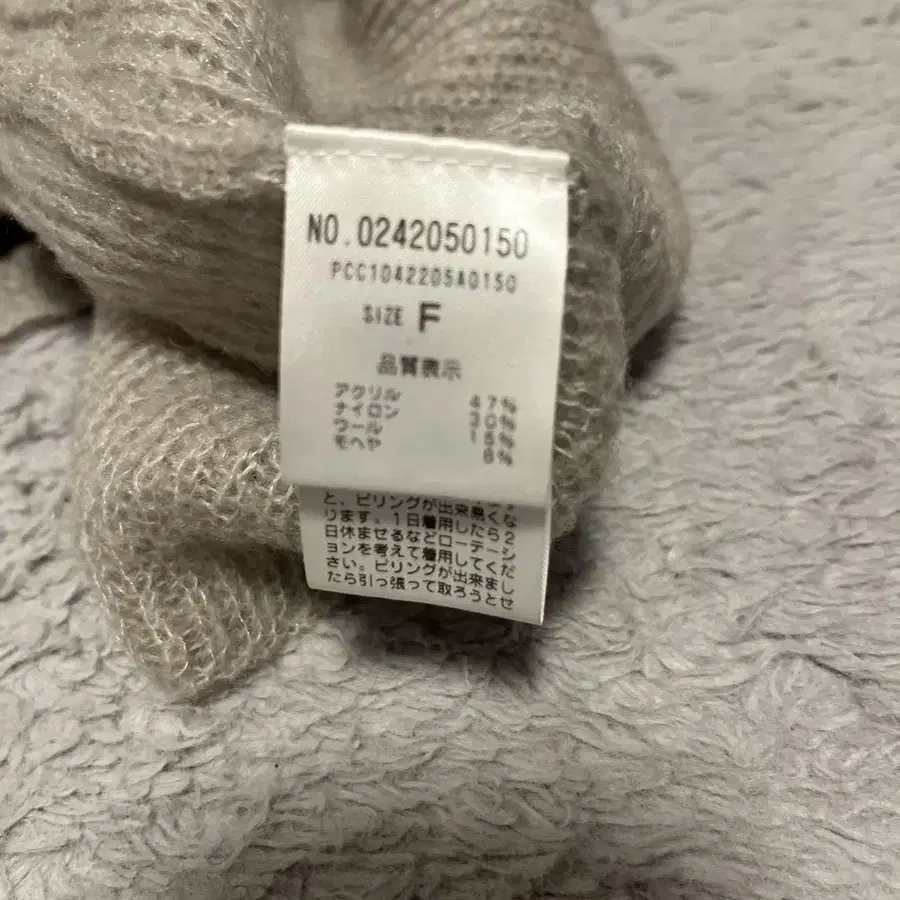 NO.0242050150
PCC1042205A0150
SIZE F
品質表示
アクリル 47%
ナイロン 30%
ウール
モヘヤ
と、ピリングが出来易くな
ります。1日着用したら2
日休ませるなどローテーシ
ョンを考えて着用してくだ
さい。ピリングが出来まし
たら引っ張って取ろうとせ